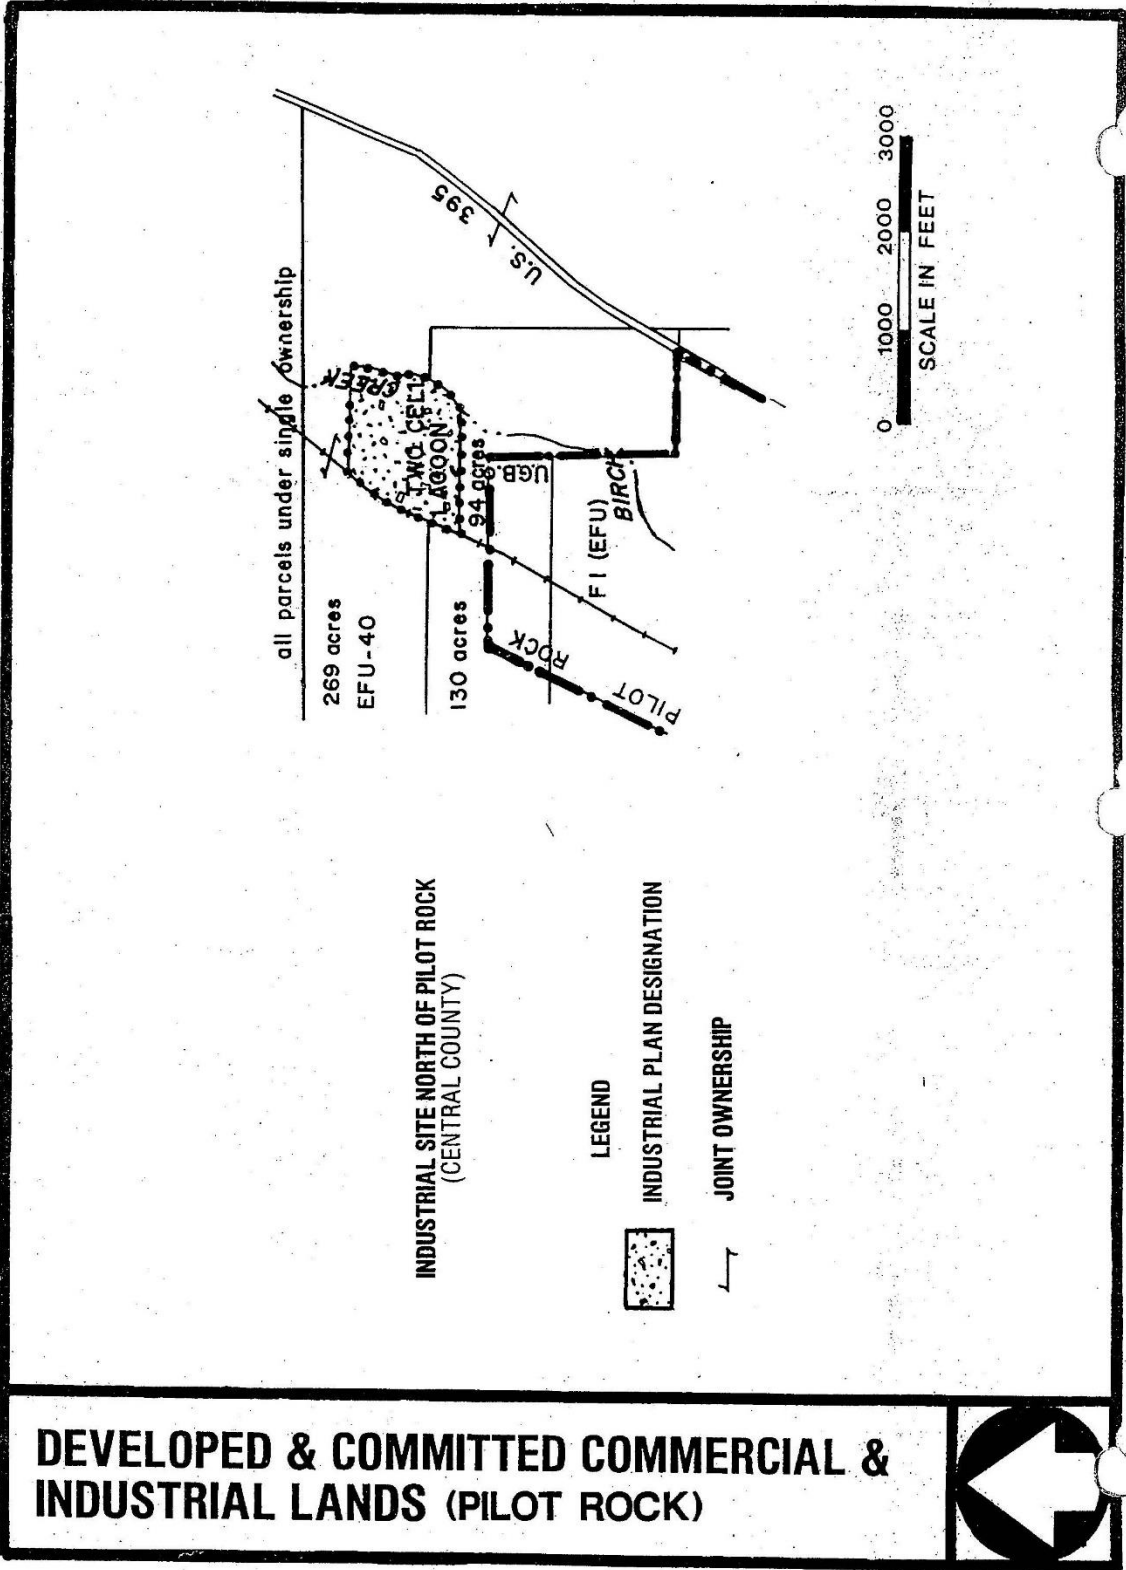 all parcels under single ownership
269 acres
EFU-40
130 acres
94 acres
TWO CELL
LAGOON
CREEK
U.S. 395
U.G.B.
F1 (EFU)
BIRCH
PILOT ROCK
0 1000 2000 3000
SCALE IN FEET
INDUSTRIAL SITE NORTH OF PILOT ROCK
(CENTRAL COUNTY)
LEGEND
INDUSTRIAL PLAN DESIGNATION
JOINT OWNERSHIP
DEVELOPED & COMMITTED COMMERCIAL &
INDUSTRIAL LANDS (PILOT ROCK)